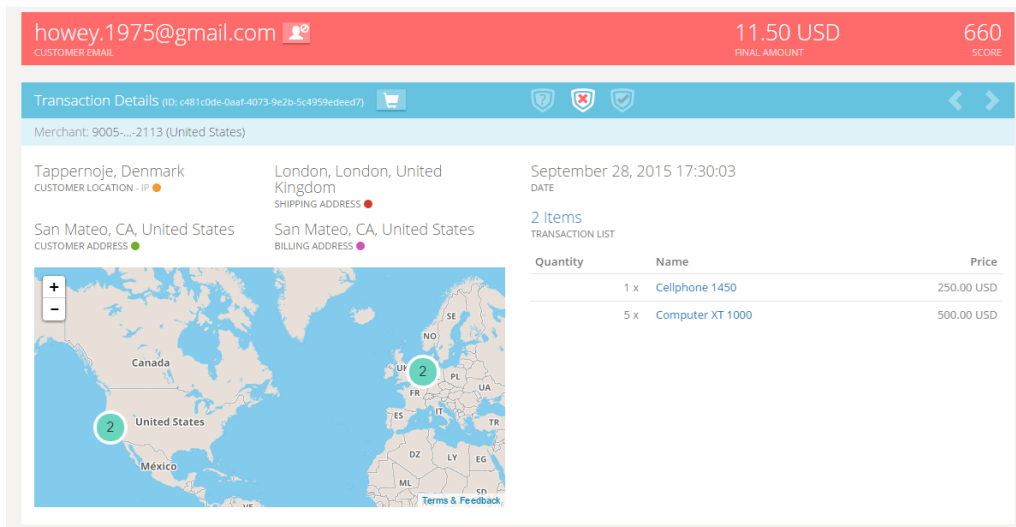 howey.1975@gmail.com
CUSTOMER EMAIL
11.50 USD
FINAL AMOUNT
660
SCORE
Transaction Details (ID: c481c0de-0aaf-4073-9e2b-5c4959edeed7)
Merchant: 9005-...-2113 (United States)
Tappernoje, Denmark
CUSTOMER LOCATION - IP
London, London, United
Kingdom
SHIPPING ADDRESS
San Mateo, CA, United States
CUSTOMER ADDRESS
San Mateo, CA, United States
BILLING ADDRESS
September 28, 2015 17:30:03
DATE
2 Items
TRANSACTION LIST
Quantity Name Price
1 x Cellphone 1450 250.00 USD
5 x Computer XT 1000 500.00 USD
+
-
SE
NO
Canada
UK
2
PL
UA
FR
2
United States
ES
IT
TR
DZ
LY
EG
México
ML
SD
Terms & Feedback
VE